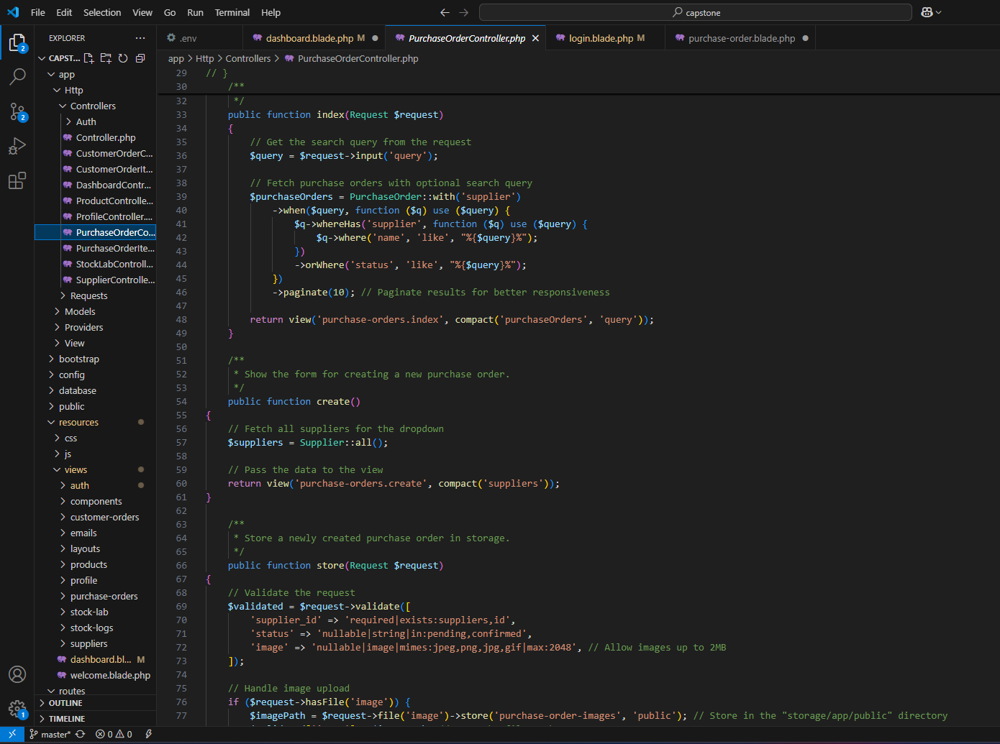 File Edit Selection View Go Run Terminal Help
capstone
EXPLORER
CAPST...
app
Http
Controllers
Auth
Controller.php
CustomerOrderC...
CustomerOrderIt...
DashboardContr...
ProductControlle...
ProfileController....
PurchaseOrderCo...
PurchaseOrderIte...
StockLabControll...
SupplierControlle...
Requests
Models
Providers
View
bootstrap
config
database
public
resources
css
js
views
auth
components
customer-orders
emails
layouts
products
profile
purchase-orders
stock-lab
stock-logs
suppliers
dashboard.bl... M
welcome.blade.php
routes
OUTLINE
TIMELINE
2
2
1
.env dashboard.blade.php M PurchaseOrderController.php login.blade.php M purchase-order.blade.php
app > Http > Controllers > PurchaseOrderController.php
29 // }
30 /**
32 */
33 public function index(Request $request)
34 {
35 // Get the search query from the request
36 $query = $request->input('query');
37
38 // Fetch purchase orders with optional search query
39 $purchaseOrders = PurchaseOrder::with('supplier')
40 ->when($query, function ($q) use ($query) {
41 $q->whereHas('supplier', function ($q) use ($query) {
42 $q->where('name', 'like', "%{$query}%");
43 })
44 ->orWhere('status', 'like', "%{$query}%");
45 })
46 ->paginate(10); // Paginate results for better responsiveness
47
48 return view('purchase-orders.index', compact('purchaseOrders', 'query'));
49 }
50
51 /**
52 * Show the form for creating a new purchase order.
53 */
54 public function create()
55 {
56 // Fetch all suppliers for the dropdown
57 $suppliers = Supplier::all();
58
59 // Pass the data to the view
60 return view('purchase-orders.create', compact('suppliers'));
61 }
62
63 /**
64 * Store a newly created purchase order in storage.
65 */
66 public function store(Request $request)
67 {
68 // Validate the request
69 $validated = $request->validate([
70 'supplier_id' => 'required|exists:suppliers,id',
71 'status' => 'nullable|string|in:pending,confirmed',
72 'image' => 'nullable|image|mimes:jpeg,png,jpg,gif|max:2048', // Allow images up to 2MB
73 ]);
74
75 // Handle image upload
76 if ($request->hasFile('image')) {
77 $imagePath = $request->file('image')->store('purchase-order-images', 'public'); // Store in the "storage/app/public" directory
master* 0 0